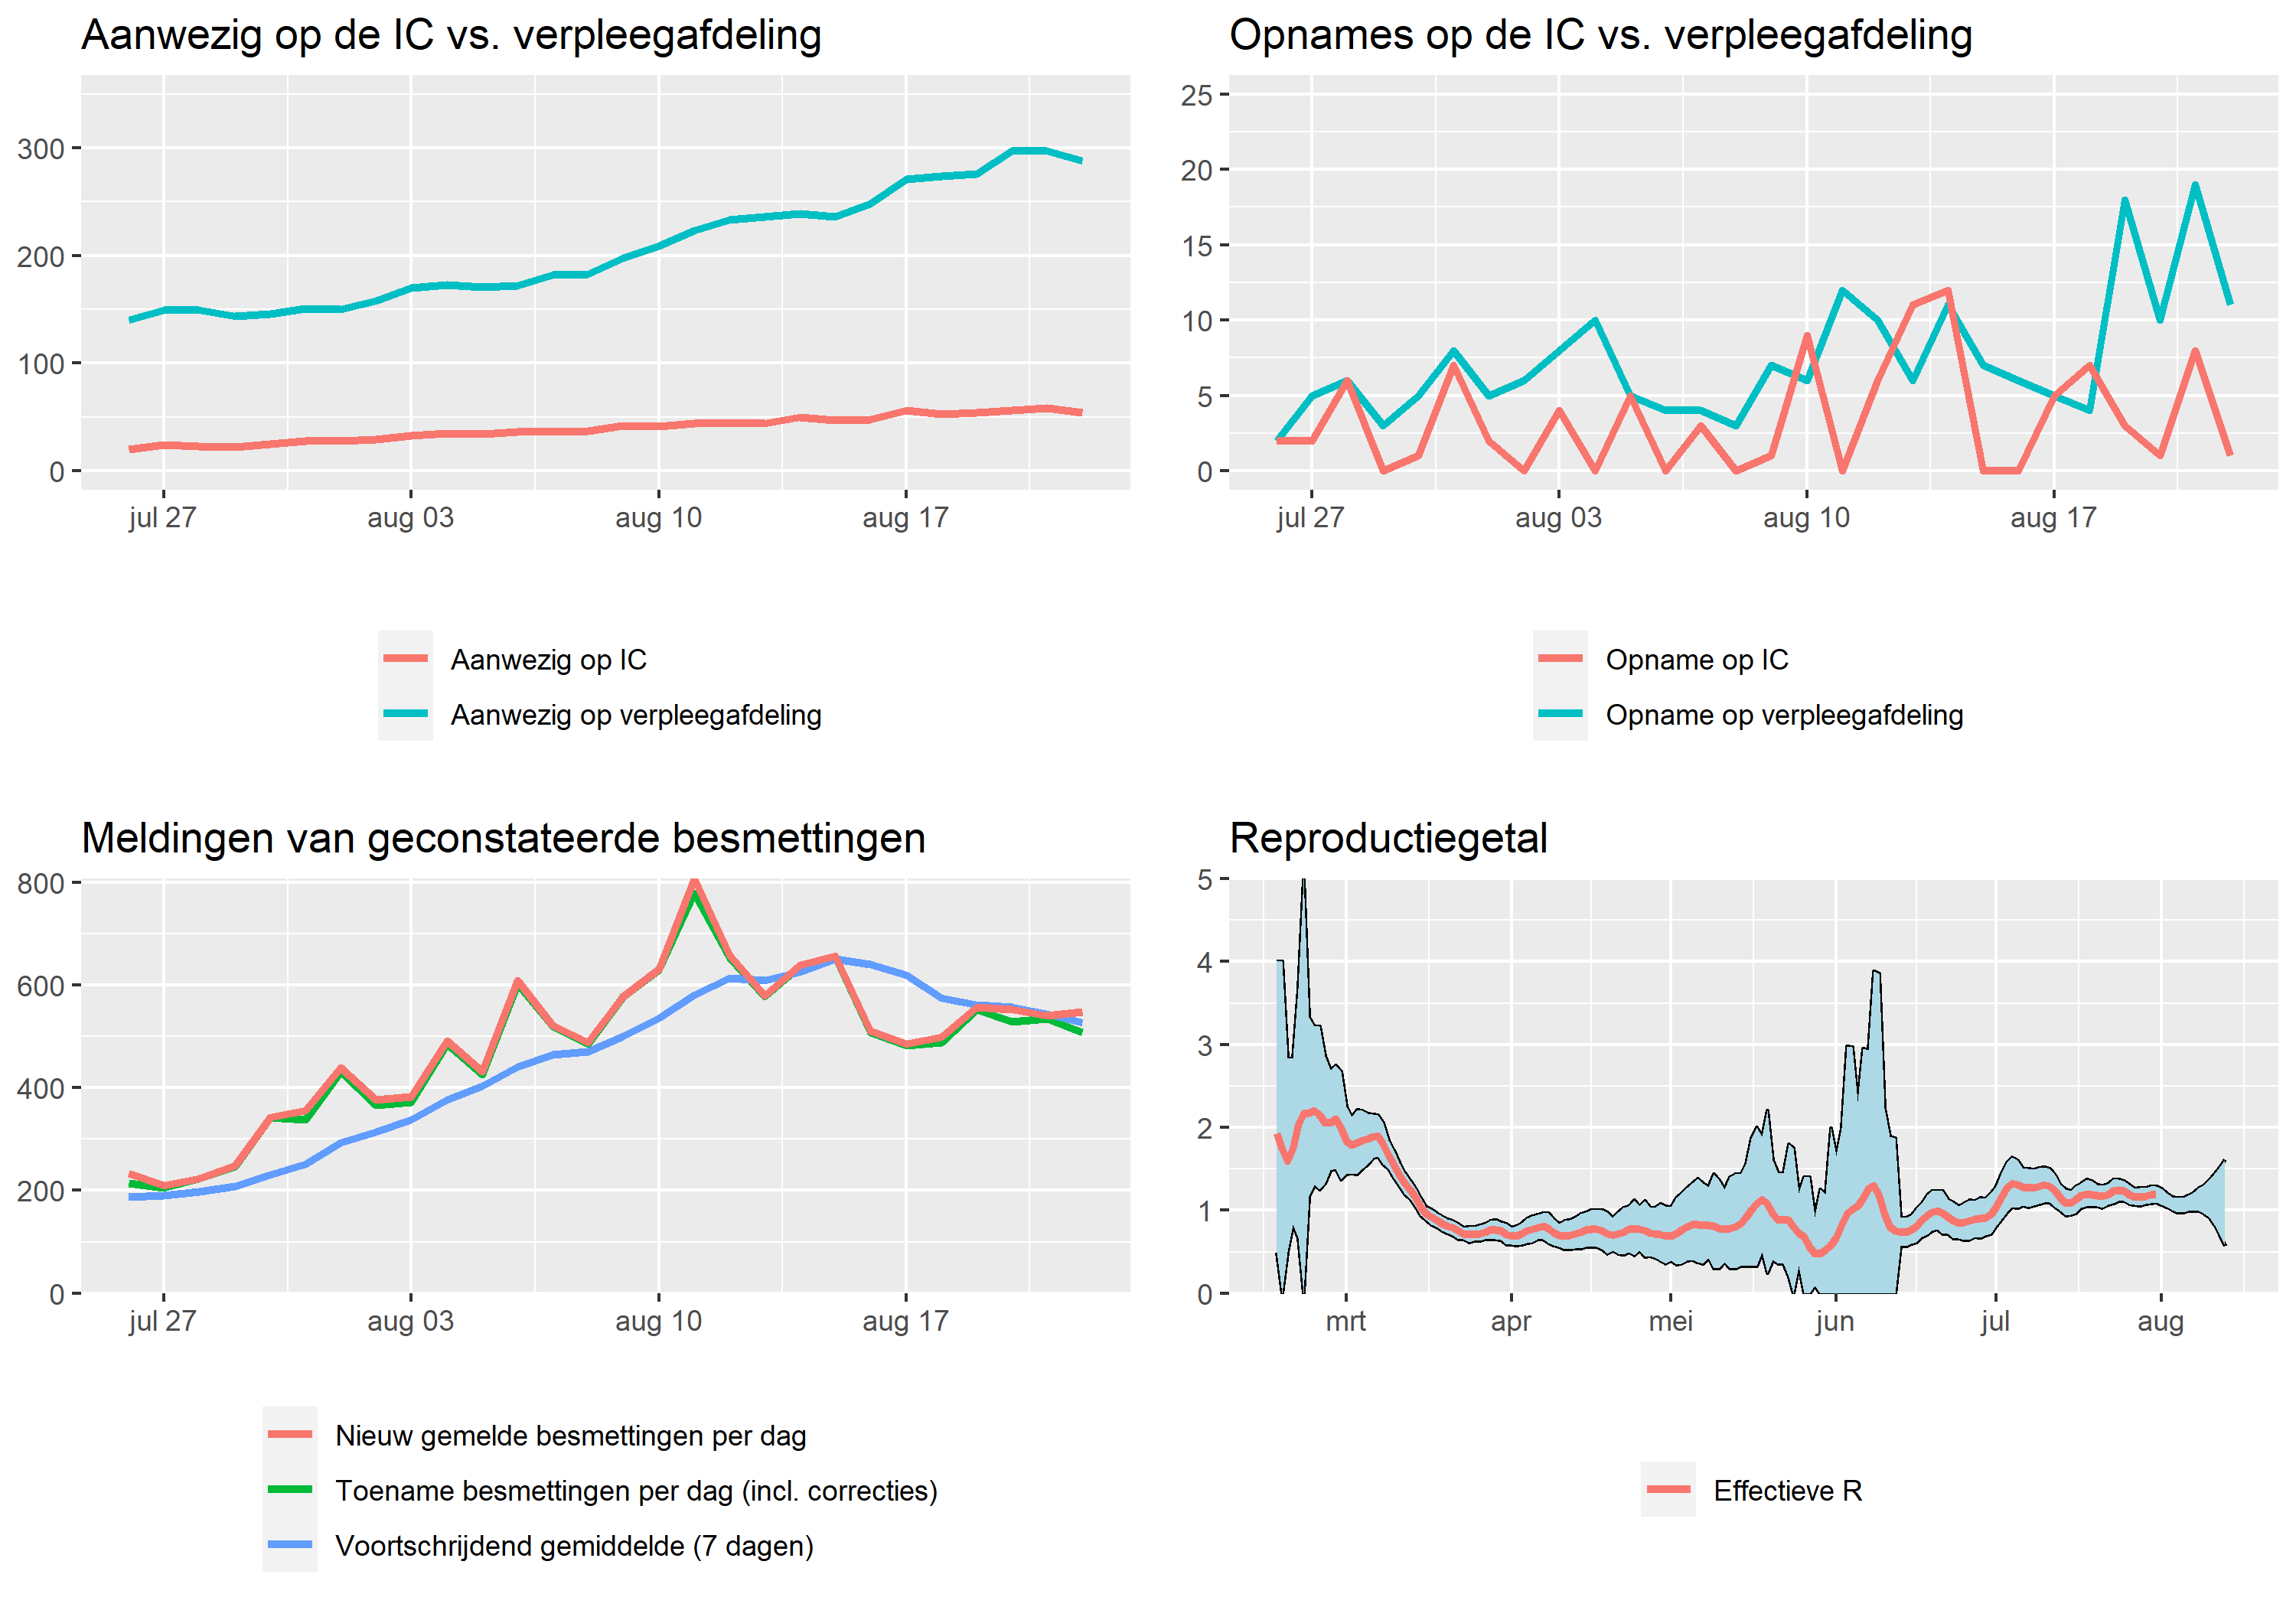 Aanwezig op de IC vs. verpleegafdeling
300
200
100
0
jul 27 aug 03 aug 10 aug 17
Aanwezig op IC
Aanwezig op verpleegafdeling
Opnames op de IC vs. verpleegafdeling
25
20
15
10
5
0
jul 27 aug 03 aug 10 aug 17
Opname op IC
Opname op verpleegafdeling
Meldingen van geconstateerde besmettingen
800
600
400
200
0
jul 27 aug 03 aug 10 aug 17
Nieuw gemelde besmettingen per dag
Toename besmettingen per dag (incl. correcties)
Voortschrijdend gemiddelde (7 dagen)
Reproductiegetal
5
4
3
2
1
0
mrt apr mei jun jul aug
Effectieve R